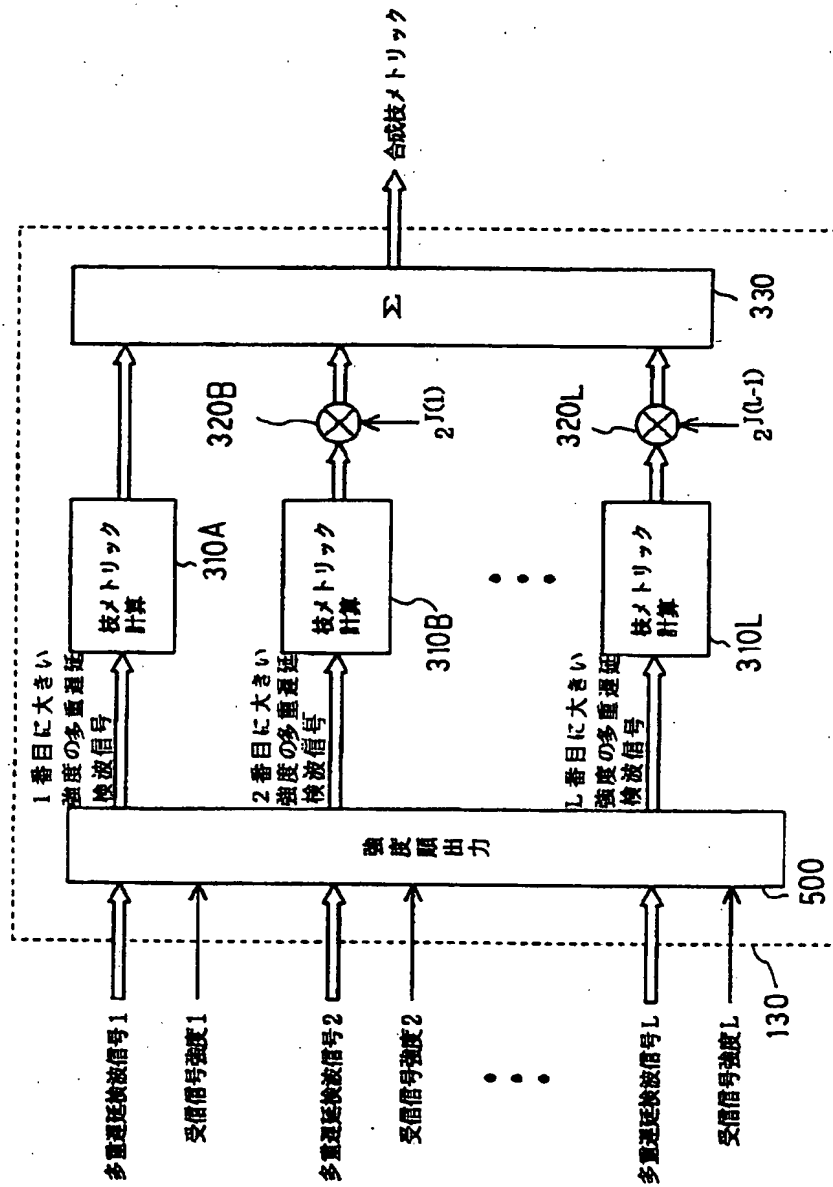 多重遅延検波信号1
受信信号強度1
多重遅延検波信号2
受信信号強度2
多重遅延検波信号L
受信信号強度L
130
強度順出力
500
1番目に大きい
強度の多重遅延
検波信号
枝メトリック
計算
310A
2番目に大きい
強度の多重遅延
検波信号
枝メトリック
計算
310B
320B
2^J(1)
L番目に大きい
強度の多重遅延
検波信号
枝メトリック
計算
310L
320L
2^J(L-1)
Σ
330
合成枝メトリック